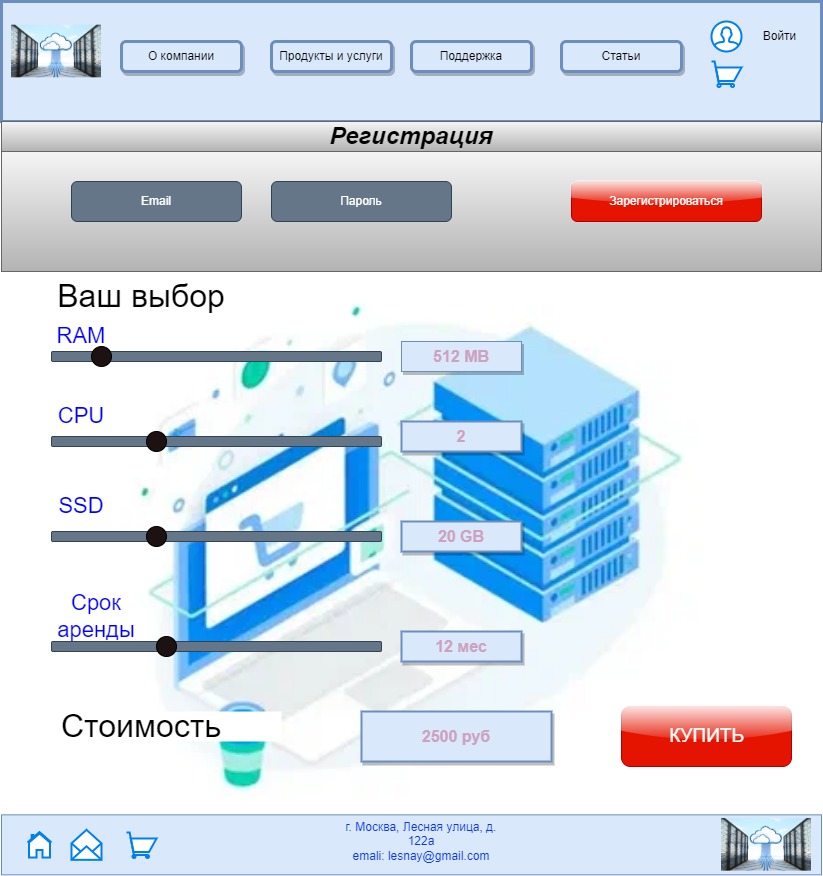 О компании
Продукты и услуги
Поддержка
Статьи
Войти
Регистрация
Email
Пароль
Зарегистрироваться
Ваш выбор
RAM
512 MB
CPU
2
SSD
20 GB
Срок
аренды
12 мес
Стоимость
2500 руб
КУПИТЬ
г. Москва, Лесная улица, д.
122а
emali: lesnay@gmail.com